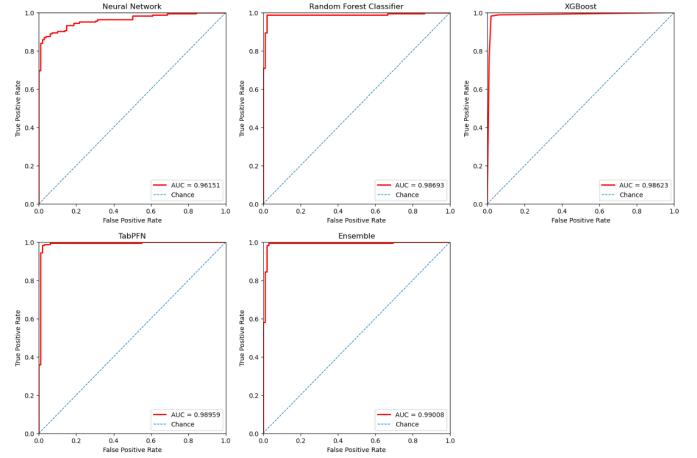 Neural Network
1.0
0.8
0.6
0.4
0.2
0.0
True Positive Rate
AUC = 0.96151
Chance
0.0 0.2 0.4 0.6 0.8 1.0
False Positive Rate
Random Forest Classifier
1.0
0.8
0.6
0.4
0.2
0.0
True Positive Rate
AUC = 0.98693
Chance
0.0 0.2 0.4 0.6 0.8 1.0
False Positive Rate
XGBoost
1.0
0.8
0.6
0.4
0.2
0.0
True Positive Rate
AUC = 0.98623
Chance
0.0 0.2 0.4 0.6 0.8 1.0
False Positive Rate
TabPFN
1.0
0.8
0.6
0.4
0.2
0.0
True Positive Rate
AUC = 0.98959
Chance
0.0 0.2 0.4 0.6 0.8 1.0
False Positive Rate
Ensemble
1.0
0.8
0.6
0.4
0.2
0.0
True Positive Rate
AUC = 0.99008
Chance
0.0 0.2 0.4 0.6 0.8 1.0
False Positive Rate